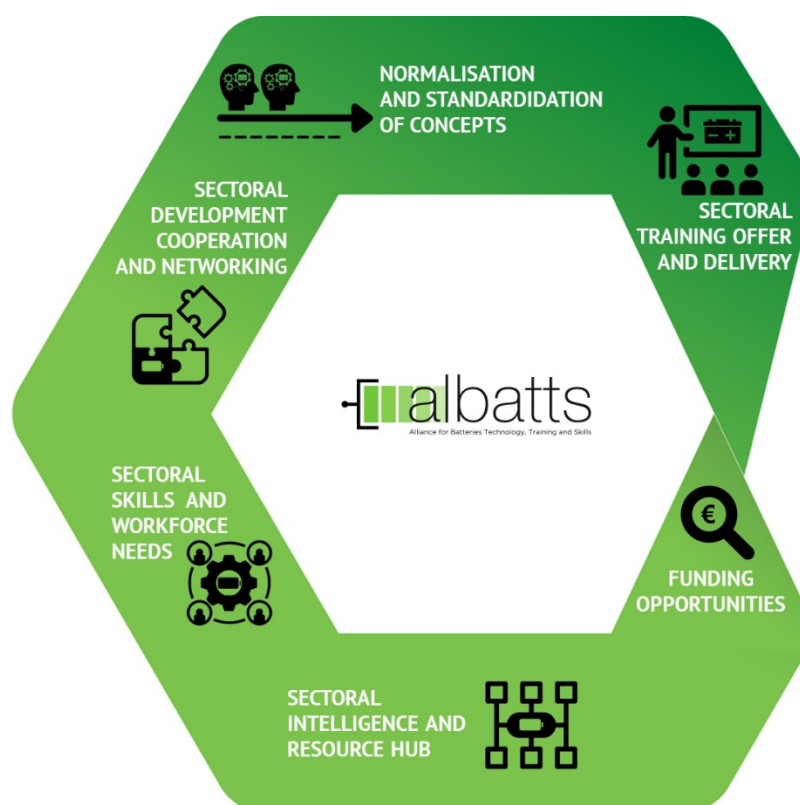 NORMALISATION
AND STANDARDIDATION
OF CONCEPTS
SECTORAL
TRAINING OFFER
AND DELIVERY
SECTORAL
DEVELOPMENT
COOPERATION
AND NETWORKING
albatts
Alliance for Batteries Technology, Training and Skills
SECTORAL
SKILLS AND
WORKFORCE
NEEDS
€
FUNDING
OPPORTUNITIES
SECTORAL
INTELLIGENCE AND
RESOURCE HUB